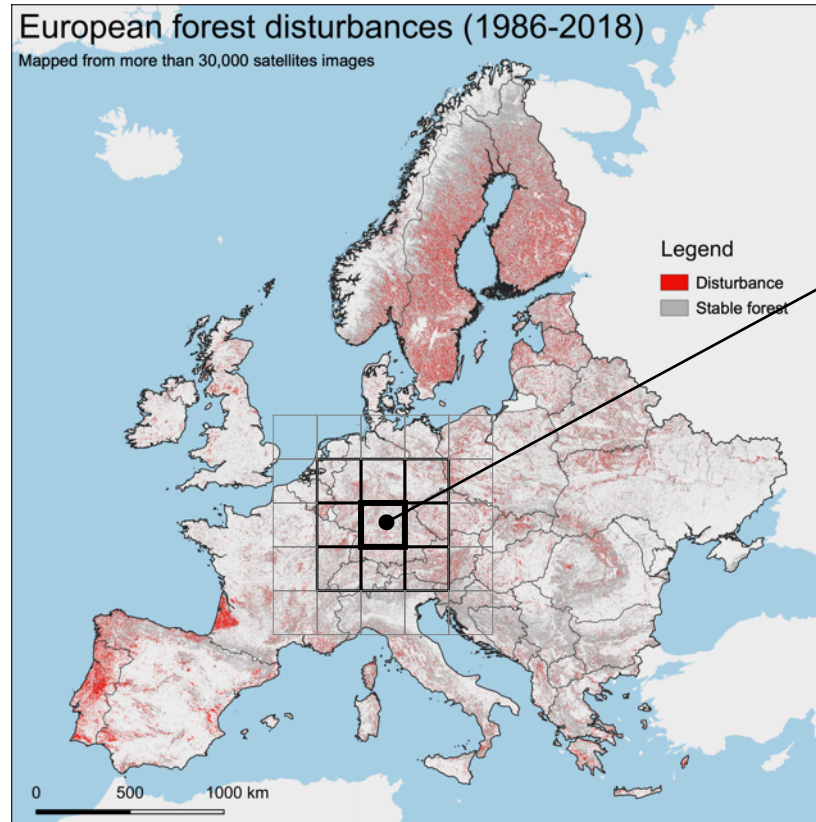 European forest disturbances (1986-2018)
Mapped from more than 30,000 satellites images
Legend
Disturbance
Stable forest
0 500 1000 km